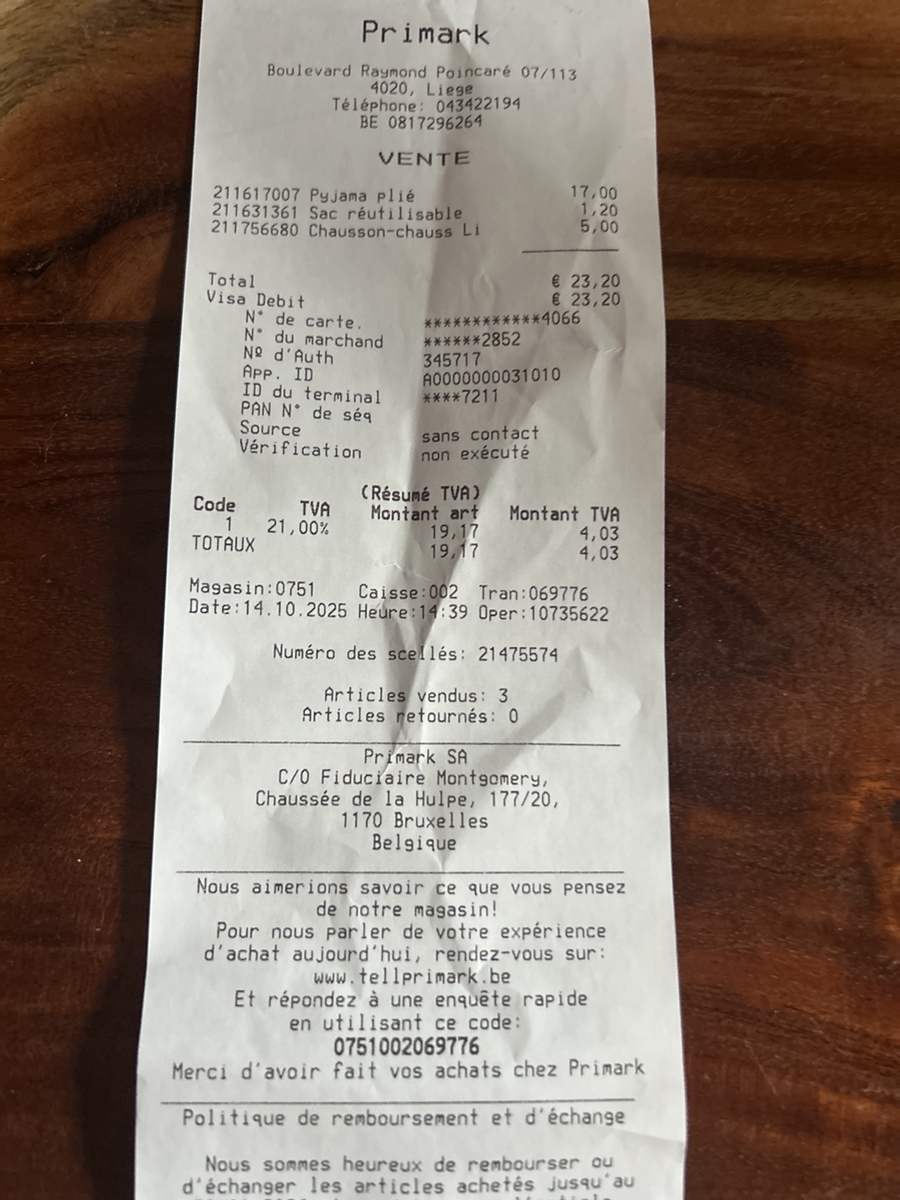 Primark
Boulevard Raymond Poincaré 07/113
4020, Liege
Téléphone: 043422194
BE 0817296264
VENTE
211617007 Pyjama plié 17,00
211631361 Sac réutilisable 1,20
211756680 Chausson-chauss Li 5,00
Total € 23,20
Visa Debit € 23,20
N° de carte. ************4066
N° du marchand ******2852
Nº d'Auth 345717
App. ID A0000000031010
ID du terminal ****7211
PAN N° de séq
Source sans contact
Vérification non exécuté
(Résumé TVA)
Code TVA Montant art Montant TVA
1 21,00% 19,17 4,03
TOTAUX 19,17 4,03
Magasin:0751 Caisse:002 Tran:069776
Date:14.10.2025 Heure:14:39 Oper:10735622
Numéro des scellés: 21475574
Articles vendus: 3
Articles retournés: 0
Primark SA
C/O Fiduciaire Montgomery,
Chaussée de la Hulpe, 177/20,
1170 Bruxelles
Belgique
Nous aimerions savoir ce que vous pensez
de notre magasin!
Pour nous parler de votre expérience
d'achat aujourd'hui, rendez-vous sur:
www.tellprimark.be
Et répondez à une enquête rapide
en utilisant ce code:
0751002069776
Merci d'avoir fait vos achats chez Primark
Politique de remboursement et d'échange
Nous sommes heureux de rembourser ou
d'échanger les articles achetés jusqu'au